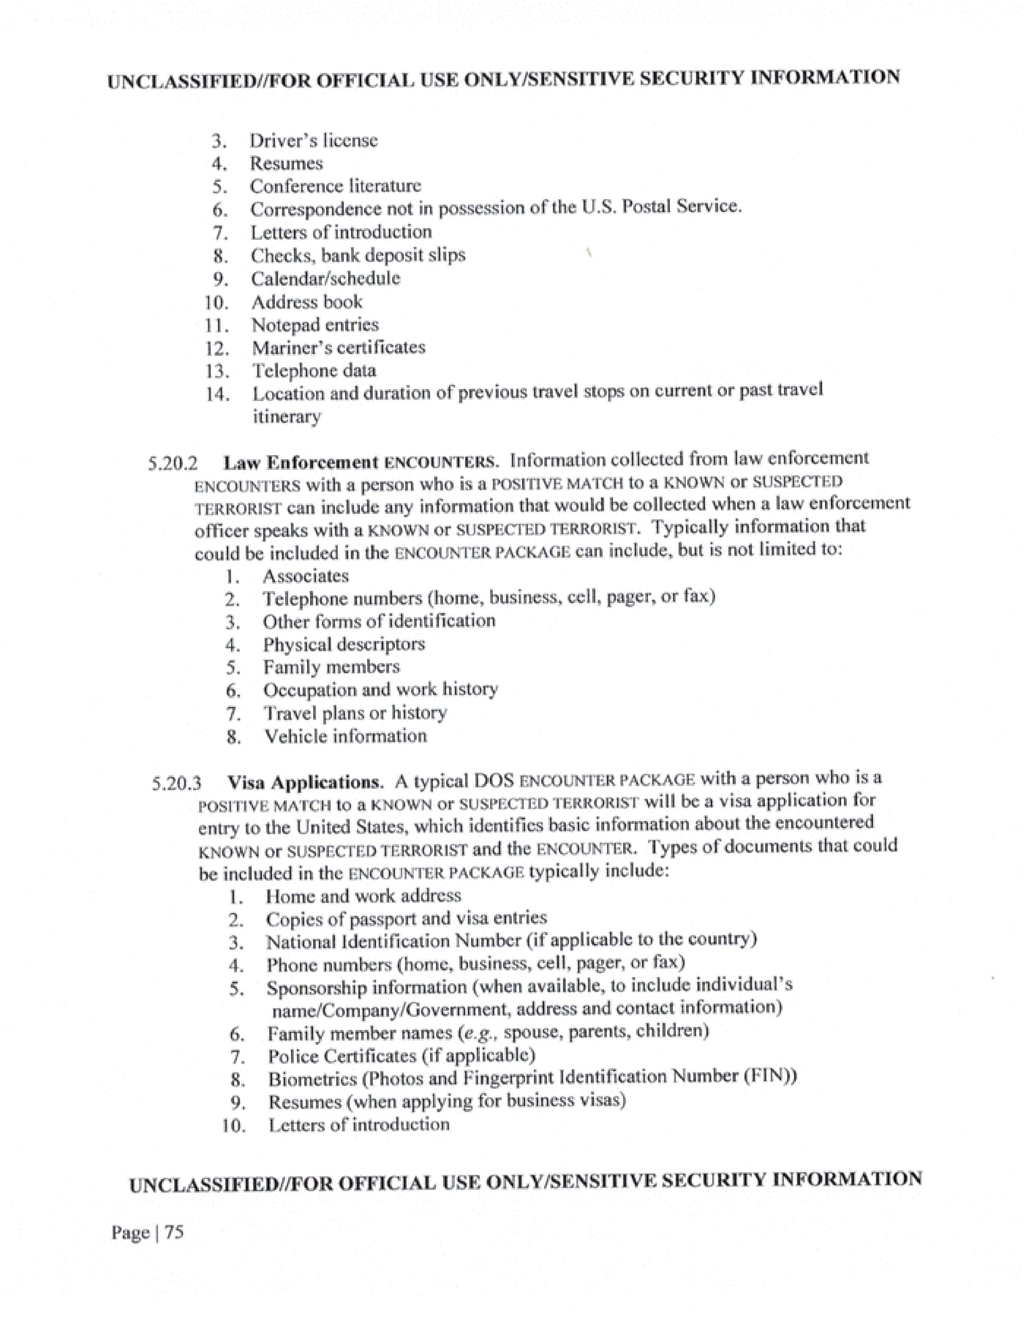 UNCLASSIFIED//FOR OFFICIAL USE ONLY/SENSITIVE SECURITY INFORMATION
3. Driver's license
4. Resumes
5. Conference literature
6. Correspondence not in possession of the U.S. Postal Service.
7. Letters of introduction
8. Checks, bank deposit slips
9. Calendar/schedule
10. Address book
11. Notepad entries
12. Mariner's certificates
13. Telephone data
14. Location and duration of previous travel stops on current or past travel
itinerary
5.20.2 Law Enforcement ENCOUNTERS. Information collected from law enforcement
ENCOUNTERS with a person who is a POSITIVE MATCH to a KNOWN or SUSPECTED
TERRORIST can include any information that would be collected when a law enforcement
officer speaks with a KNOWN or SUSPECTED TERRORIST. Typically information that
could be included in the ENCOUNTER PACKAGE can include, but is not limited to:
1. Associates
2. Telephone numbers (home, business, cell, pager, or fax)
3. Other forms of identification
4. Physical descriptors
5. Family members
6. Occupation and work history
7. Travel plans or history
8. Vehicle information
5.20.3 Visa Applications. A typical DOS ENCOUNTER PACKAGE with a person who is a
POSITIVE MATCH to a KNOWN or SUSPECTED TERRORIST will be a visa application for
entry to the United States, which identifies basic information about the encountered
KNOWN or SUSPECTED TERRORIST and the ENCOUNTER. Types of documents that could
be included in the ENCOUNTER PACKAGE typically include:
1. Home and work address
2. Copies of passport and visa entries
3. National Identification Number (if applicable to the country)
4. Phone numbers (home, business, cell, pager, or fax)
5. Sponsorship information (when available, to include individual's
name/Company/Government, address and contact information)
6. Family member names (e.g., spouse, parents, children)
7. Police Certificates (if applicable)
8. Biometrics (Photos and Fingerprint Identification Number (FIN))
9. Resumes (when applying for business visas)
10. Letters of introduction
UNCLASSIFIED//FOR OFFICIAL USE ONLY/SENSITIVE SECURITY INFORMATION
Page | 75